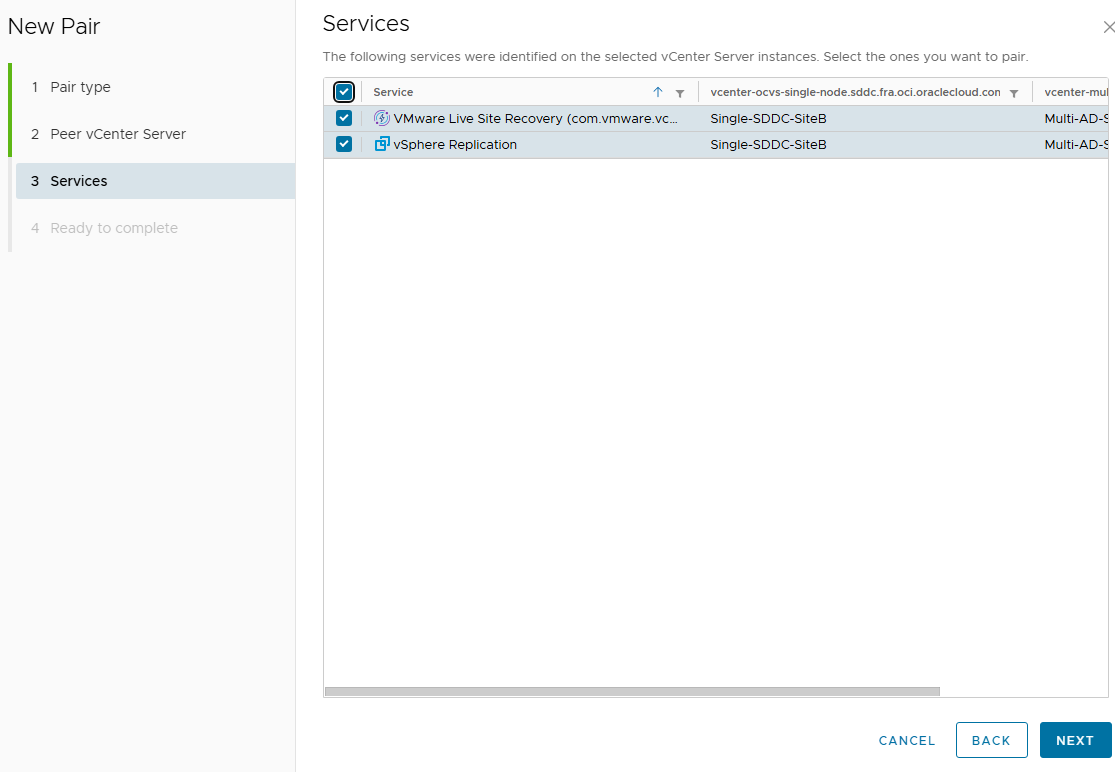 New Pair
1 Pair type
2 Peer vCenter Server
3 Services
4 Ready to complete
Services
The following services were identified on the selected vCenter Server instances. Select the ones you want to pair.
Service vcenter-ocvs-single-node.sddc.fra.oci.oraclecloud.con vcenter-mul
VMware Live Site Recovery (com.vmware.vc... Single-SDDC-SiteB Multi-AD-S
vSphere Replication Single-SDDC-SiteB Multi-AD-S
CANCEL BACK NEXT